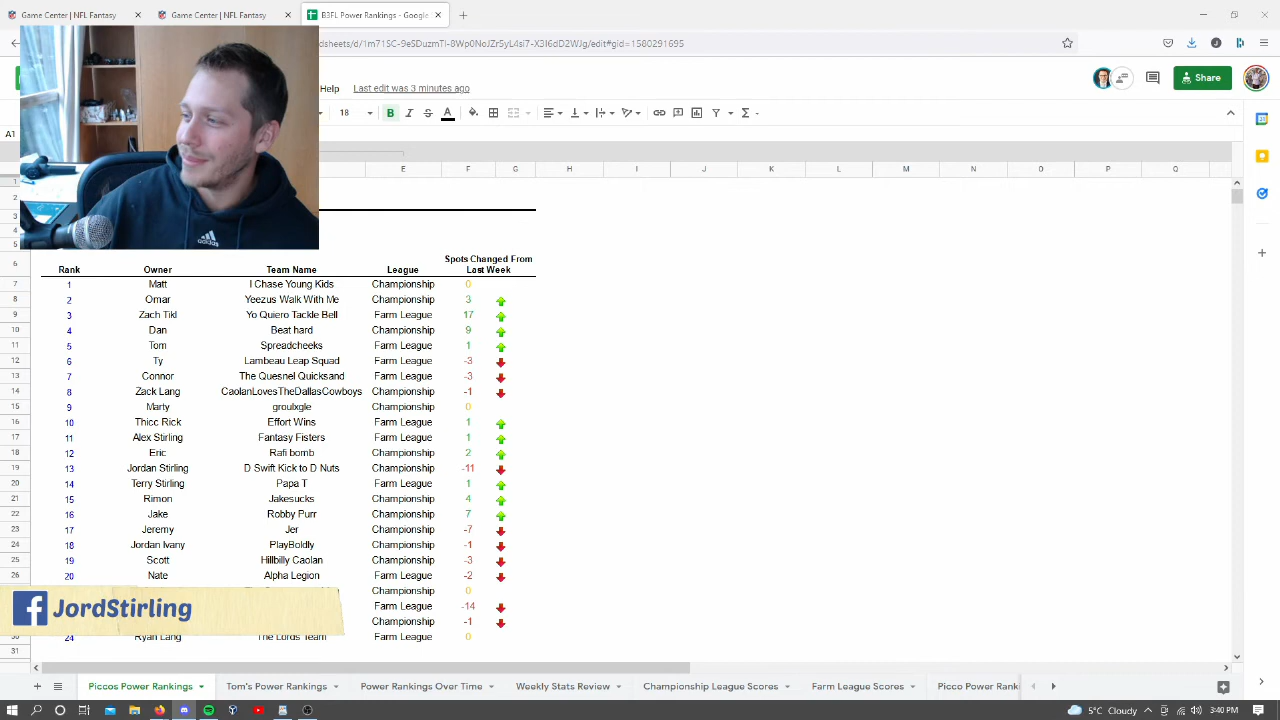 Game Center | NFL Fantasy
Game Center | NFL Fantasy
B3FL Power Rankings - Google
Help
Last edit was 3 minutes ago
Share
18
B
A1
E F G H I J K L M N O P Q
Spots Changed From
Rank Owner Team Name League Last Week
1 Matt I Chase Young Kids Championship 0
2 Omar Yeezus Walk With Me Championship 3
3 Zach Tikl Yo Quiero Tackle Bell Farm League 17
4 Dan Beat hard Championship 9
5 Tom Spreadcheeks Farm League 1
6 Ty Lambeau Leap Squad Farm League -3
7 Connor The Quesnel Quicksand Farm League -3
8 Zack Lang CaolanLovesTheDallasCowboys Championship -1
9 Marty groulxgle Championship 0
10 Thicc Rick Effort Wins Farm League 1
11 Alex Stirling Fantasy Fisters Farm League 1
12 Eric Rafi bomb Championship 2
13 Jordan Stirling D Swift Kick to D Nuts Championship -11
14 Terry Stirling Papa T Farm League 1
15 Rimon Jakesucks Championship 4
16 Jake Robby Purr Championship 7
17 Jeremy Jer Championship -7
18 Jordan Ivany PlayBoldly Championship -1
19 Scott Hillbilly Caolan Championship -3
20 Nate Alpha Legion Farm League -2
Championship 0
Farm League -14
Championship -1
24 Ryan Lang The Lords Team Farm League 0
JordStirling
Piccos Power Rankings
Tom's Power Rankings
Power Rankings Over Time
Weekly Stats Review
Championship League Scores
Farm League Scores
Picco Power Rank
5°C Cloudy
3:40 PM